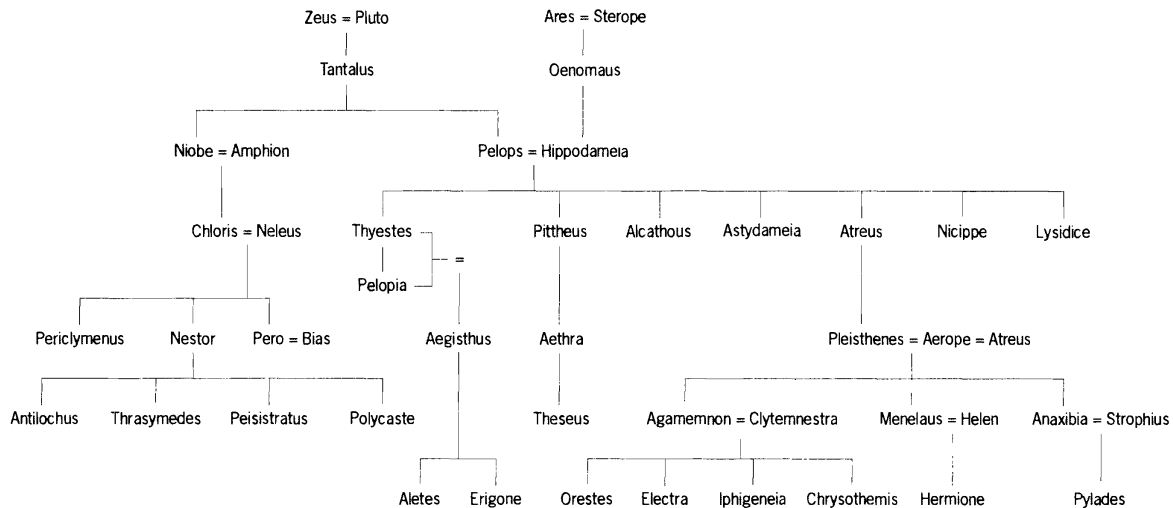 Zeus = Pluto Ares = Sterope
Tantalus Oenomaus
Niobe = Amphion Pelops = Hippodameia
Chloris = Neleus Thyestes Pittheus Alcathous Astydameia Atreus Nicippe Lysidice
=
Pelopia
Periclymenus Nestor Pero = Bias Aegisthus Aethra Pleisthenes = Aerope = Atreus
Antilochus Thrasymedes Peisistratus Polycaste Theseus Agamemnon = Clytemnestra Menelaus = Helen Anaxibia = Strophius
Aletes Erigone Orestes Electra Iphigeneia Chrysothemis Hermione Pylades